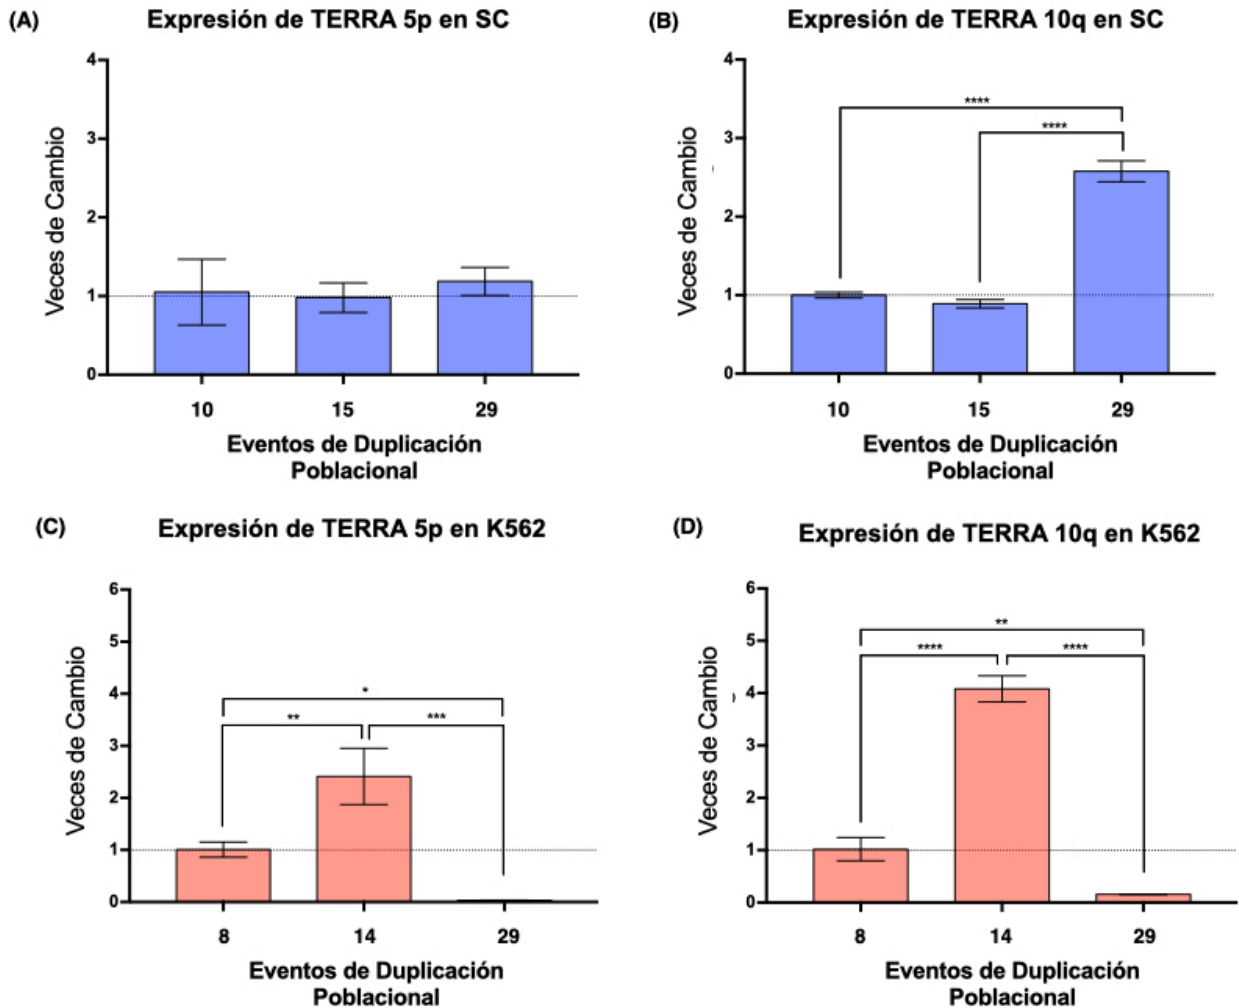 (A)
Expresión de TERRA 5p en SC
4
3
2
1
0
Veces de Cambio
10
15
29
Eventos de Duplicación
Poblacional
(B)
Expresión de TERRA 10q en SC
4
3
2
1
0
Veces de Cambio
****
****
10
15
29
Eventos de Duplicación
Poblacional
(C)
Expresión de TERRA 5p en K562
6
5
4
3
2
1
0
Veces de Cambio
*
**
***
8
14
29
Eventos de Duplicación
Poblacional
(D)
Expresión de TERRA 10q en K562
6
5
4
3
2
1
0
Veces de Cambio
**
****
****
8
14
29
Eventos de Duplicación
Poblacional